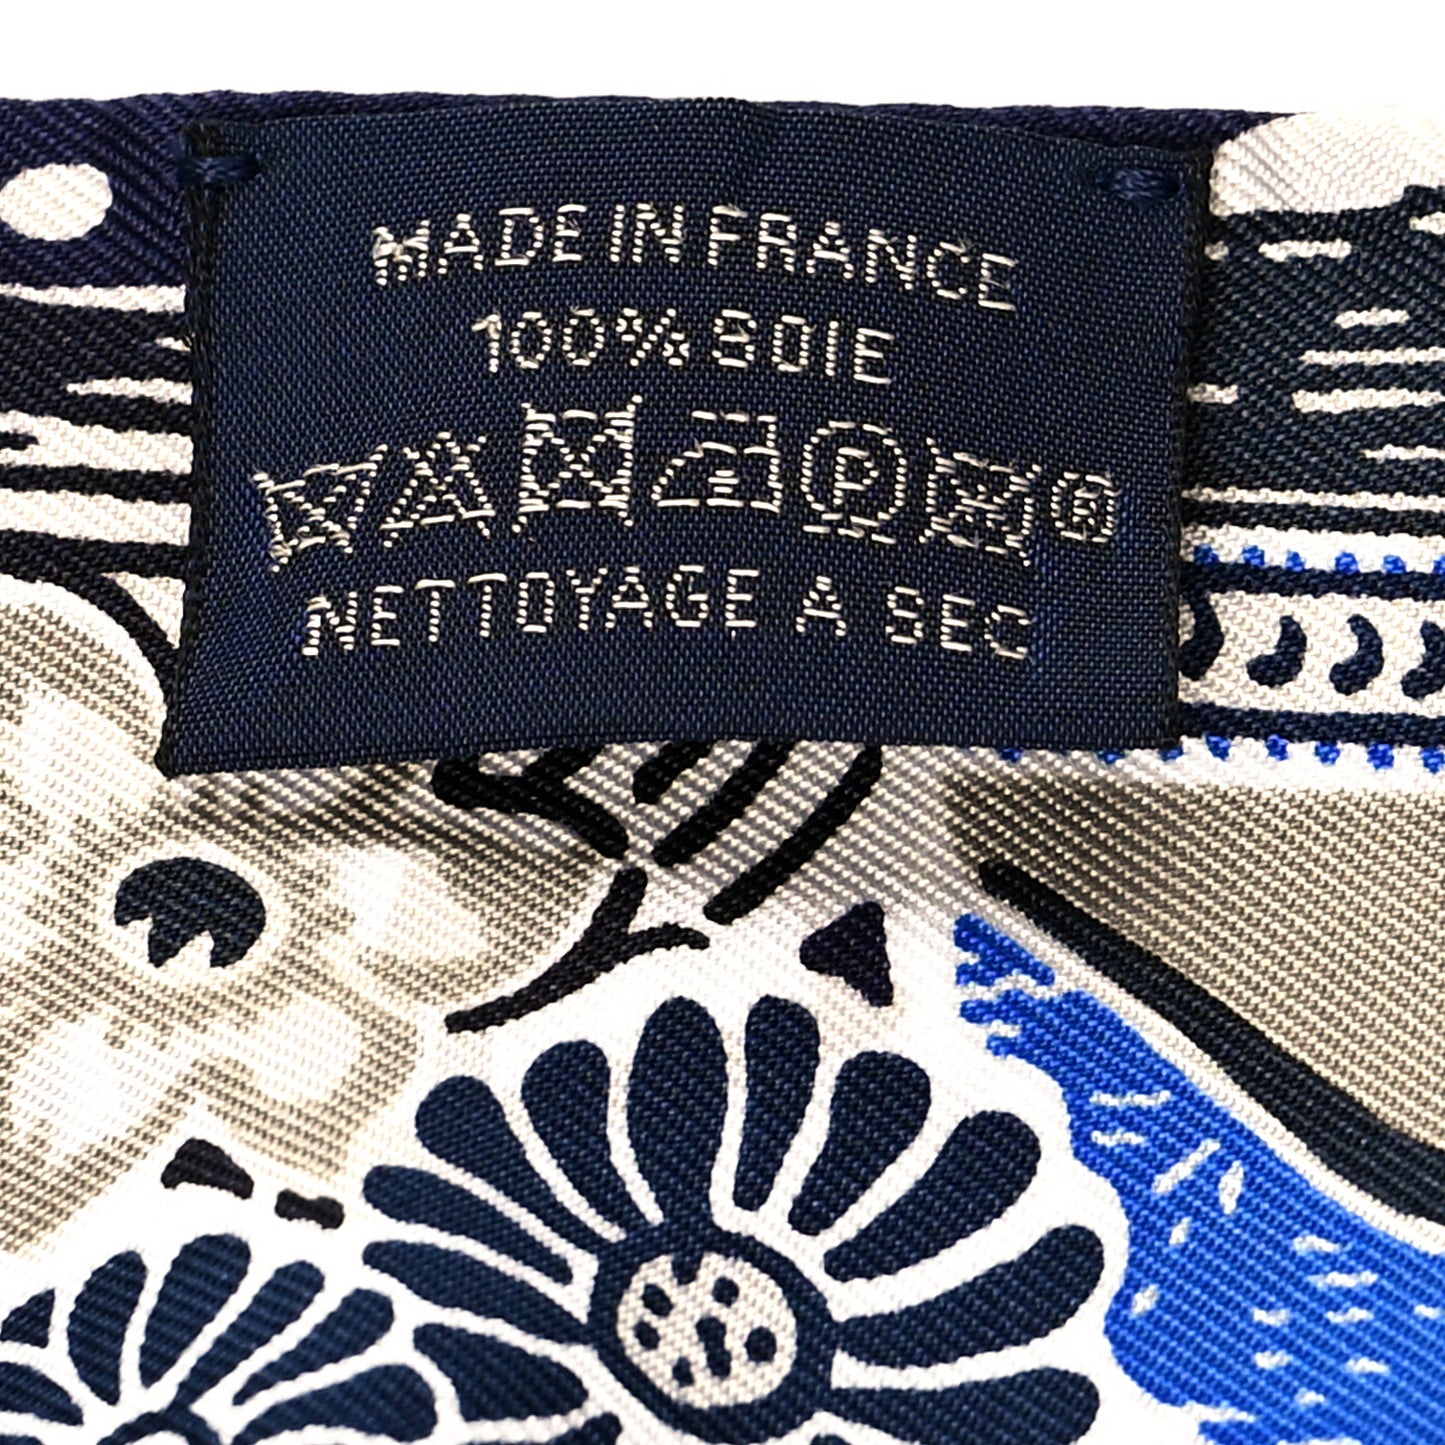 MADE IN FRANCE
100% SOIE
P ®
NETTOYAGE A SEC